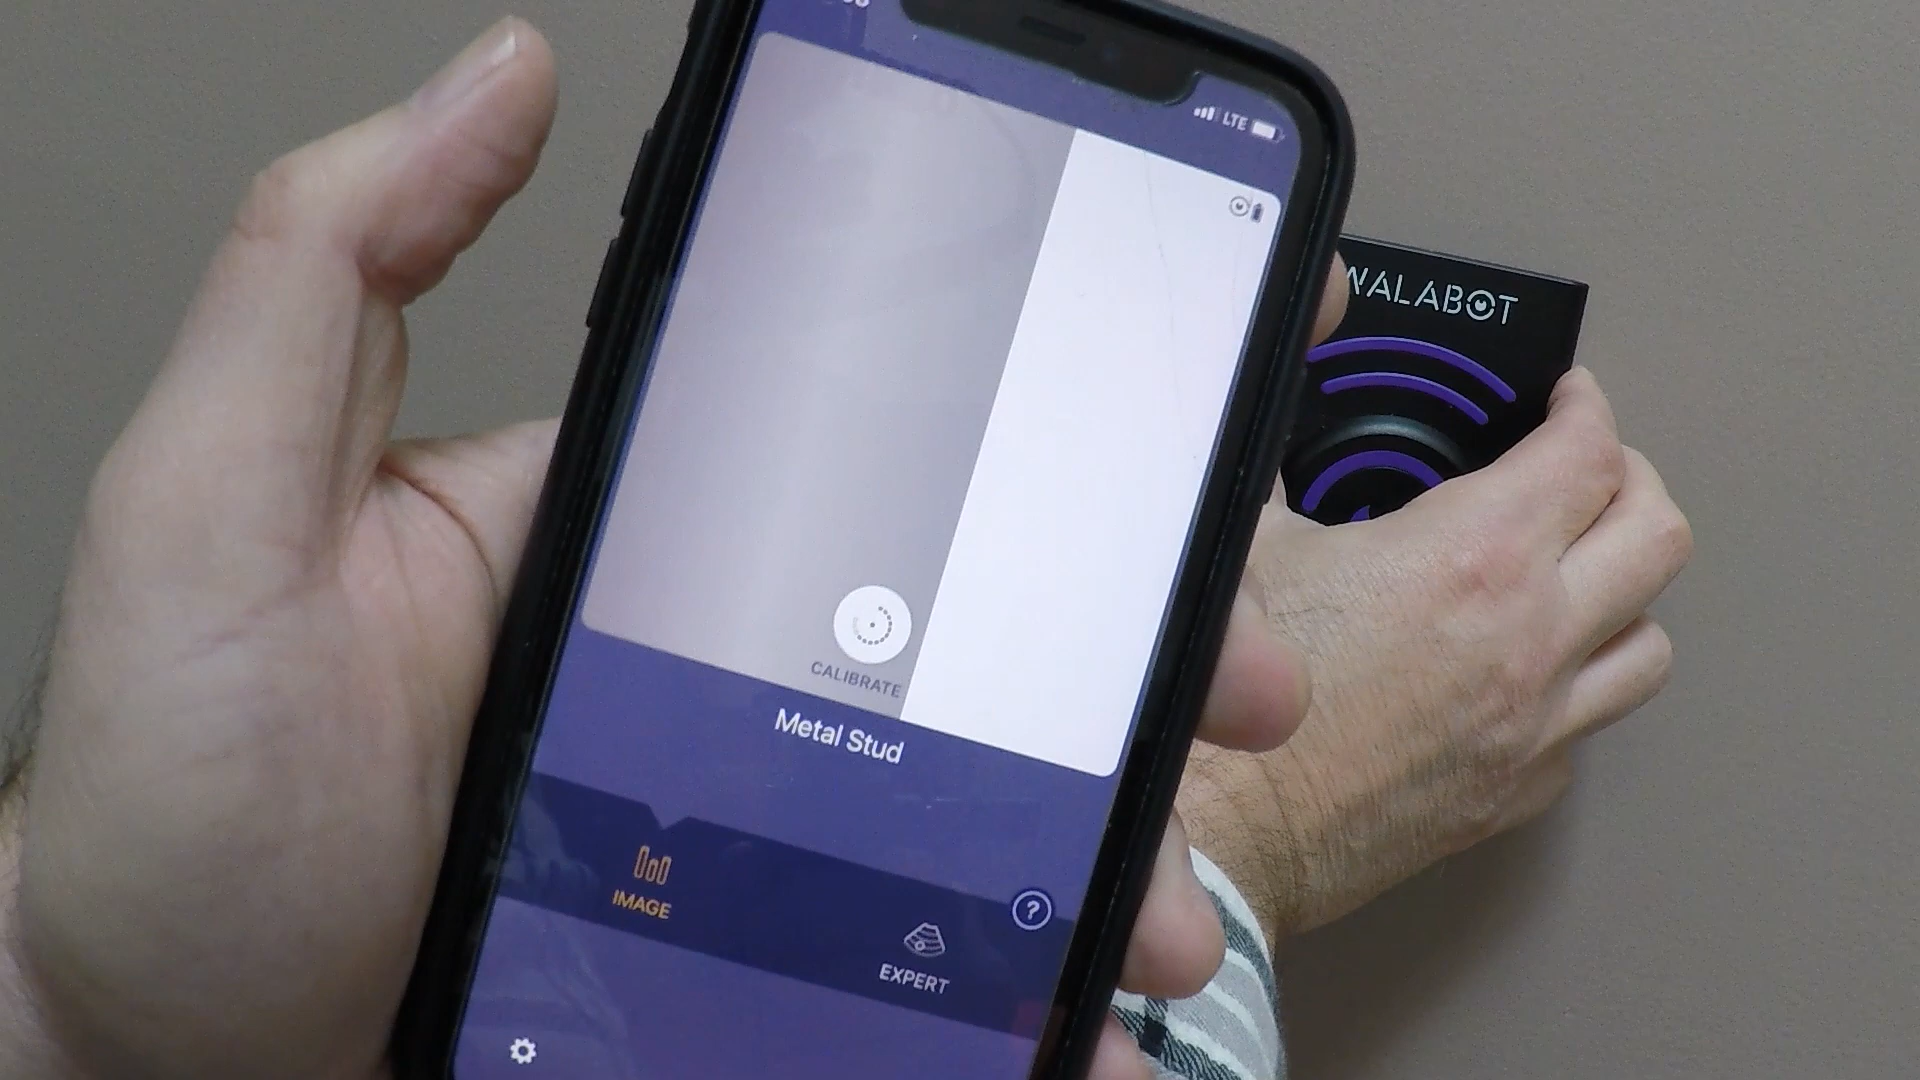 LTE
WALABOT
CALIBRATE
Metal Stud
IMAGE
?
EXPERT